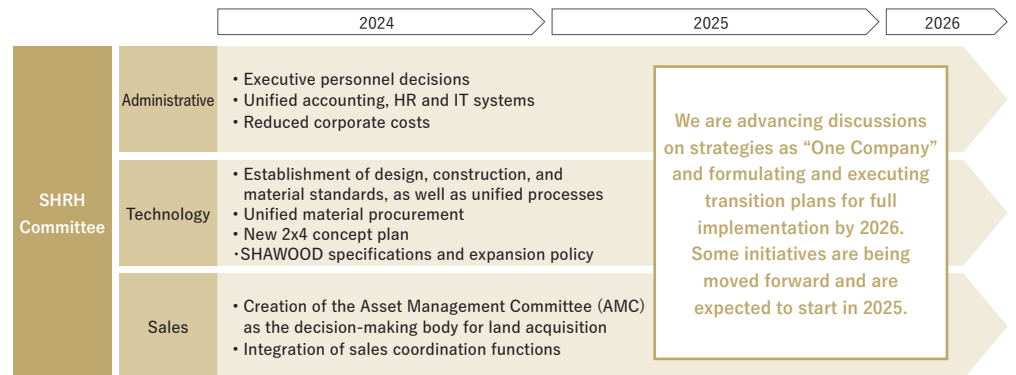 2024
2025
2026
SHRH
Committee
Administrative
• Executive personnel decisions
• Unified accounting, HR and IT systems
• Reduced corporate costs
Technology
• Establishment of design, construction, and
material standards, as well as unified processes
• Unified material procurement
• New 2x4 concept plan
·SHAWOOD specifications and expansion policy
Sales
• Creation of the Asset Management Committee (AMC)
as the decision-making body for land acquisition
• Integration of sales coordination functions
We are advancing discussions
on strategies as “One Company”
and formulating and executing
transition plans for full
implementation by 2026.
Some initiatives are being
moved forward and are
expected to start in 2025.